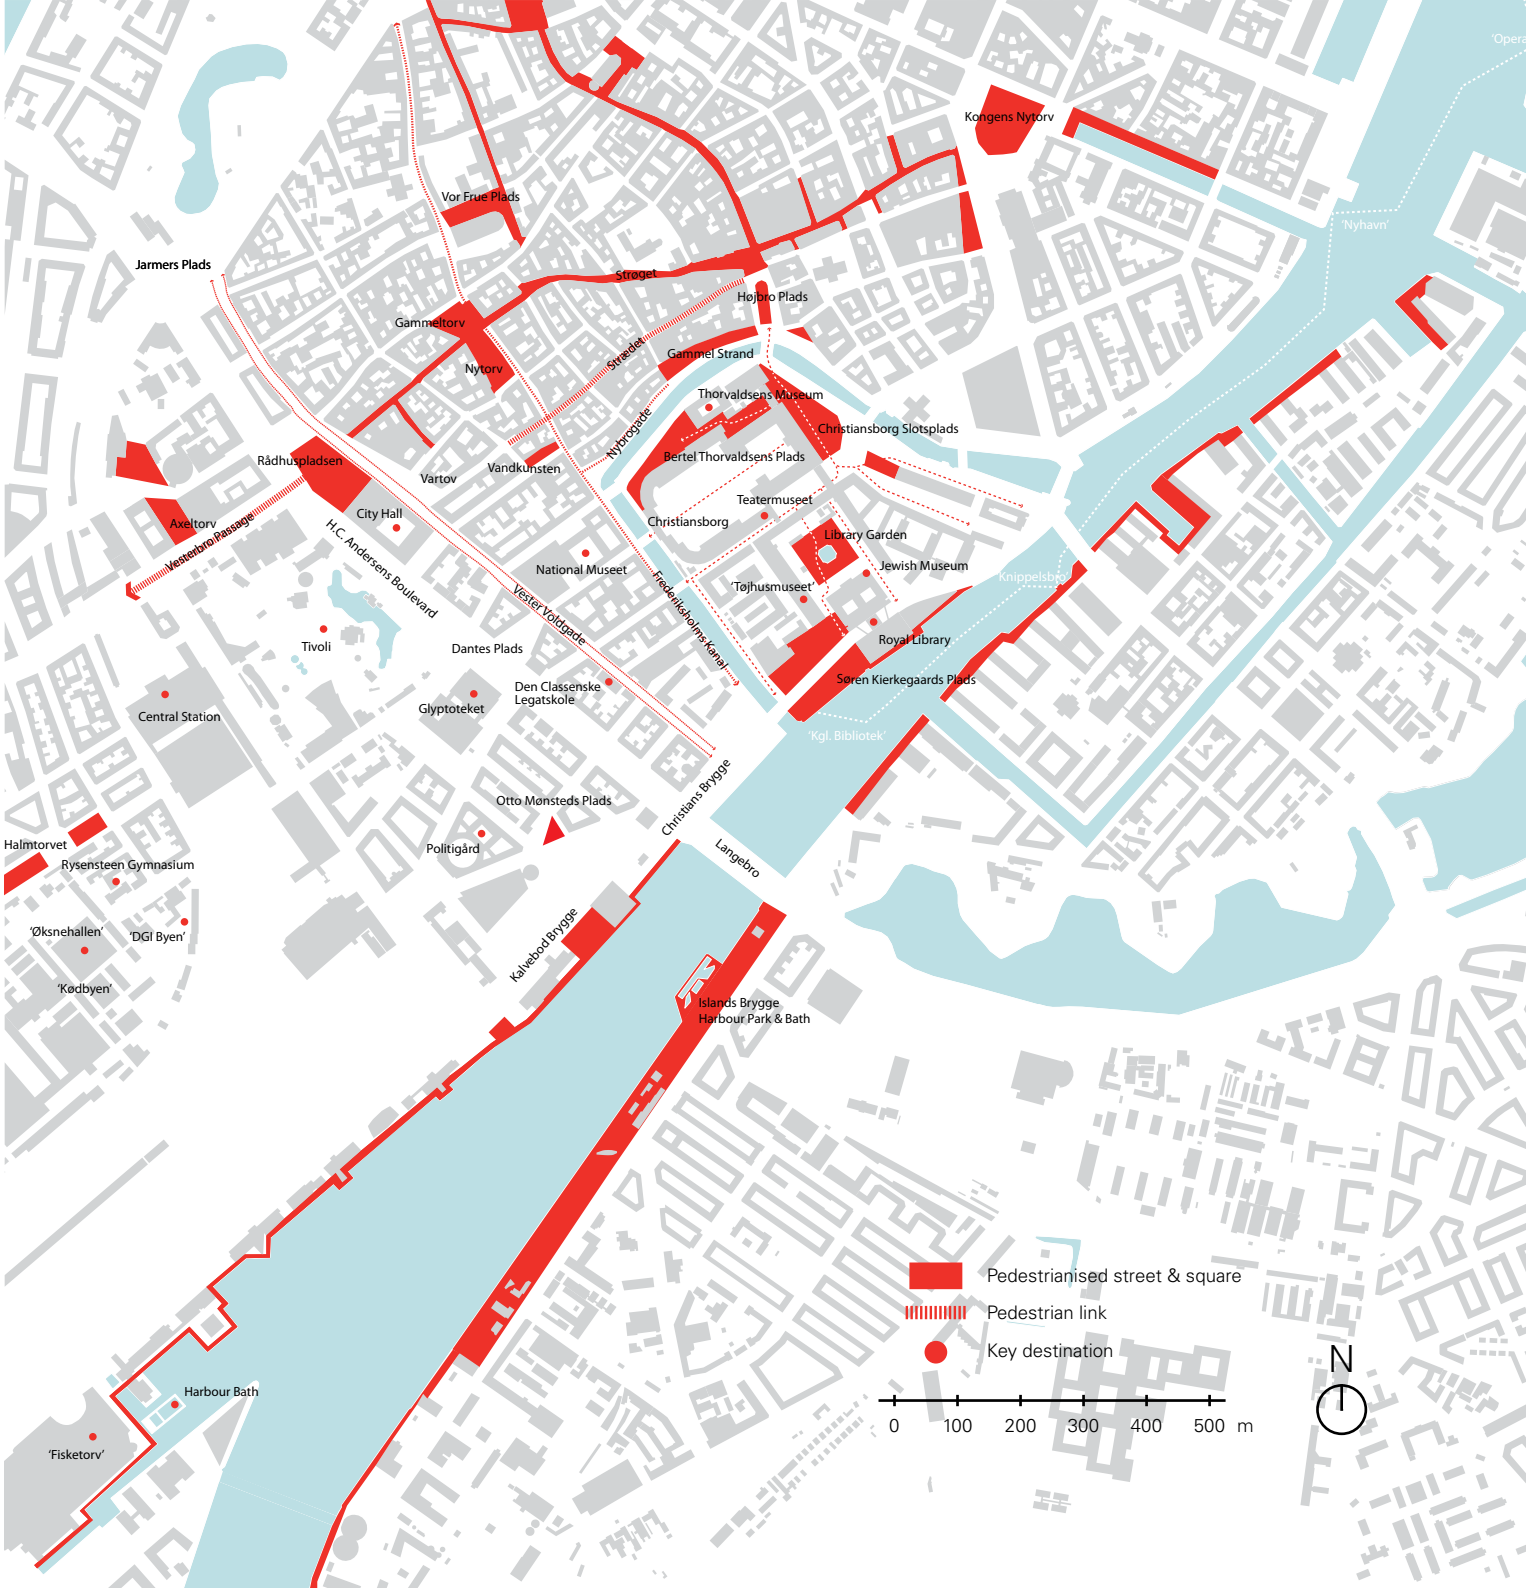 'Opera
Kongens Nytorv
Vor Frue Plads
'Nyhavn'
Jarmers Plads
Strøget
Højbro Plads
Gammeltorv
Strædet
Gammel Strand
Nytorv
Thorvaldsens Museum
Nybrogade
Christiansborg Slotsplads
Rådhuspladsen
Vartov
Vandkunsten
Bertel Thorvaldsens Plads
Teatermuseet
City Hall
Axeltorv
Christiansborg
Library Garden
Vesterbro Passage
H.C. Andersens Boulevard
National Museet
Jewish Museum
Knippelsbro
'Tøjhusmuseet'
Vester Voldgade
Frederiksholms Kanal
Tivoli
Dantes Plads
Royal Library
Søren Kierkegaards Plads
Den Classenske
Legatskole
Central Station
Glyptoteket
'Kgl. Bibliotek'
Christians Brygge
Otto Mønsteds Plads
Halmtorvet
Politigård
Langebro
Rysensteen Gymnasium
'Øksnehallen'
'DGI Byen'
Kalvebod Brygge
'Kødbyen'
Islands Brygge
Harbour Park & Bath
Pedestrianised street & square
Pedestrian link
Key destination
N
0 100 200 300 400 500 m
Harbour Bath
'Fisketorv'